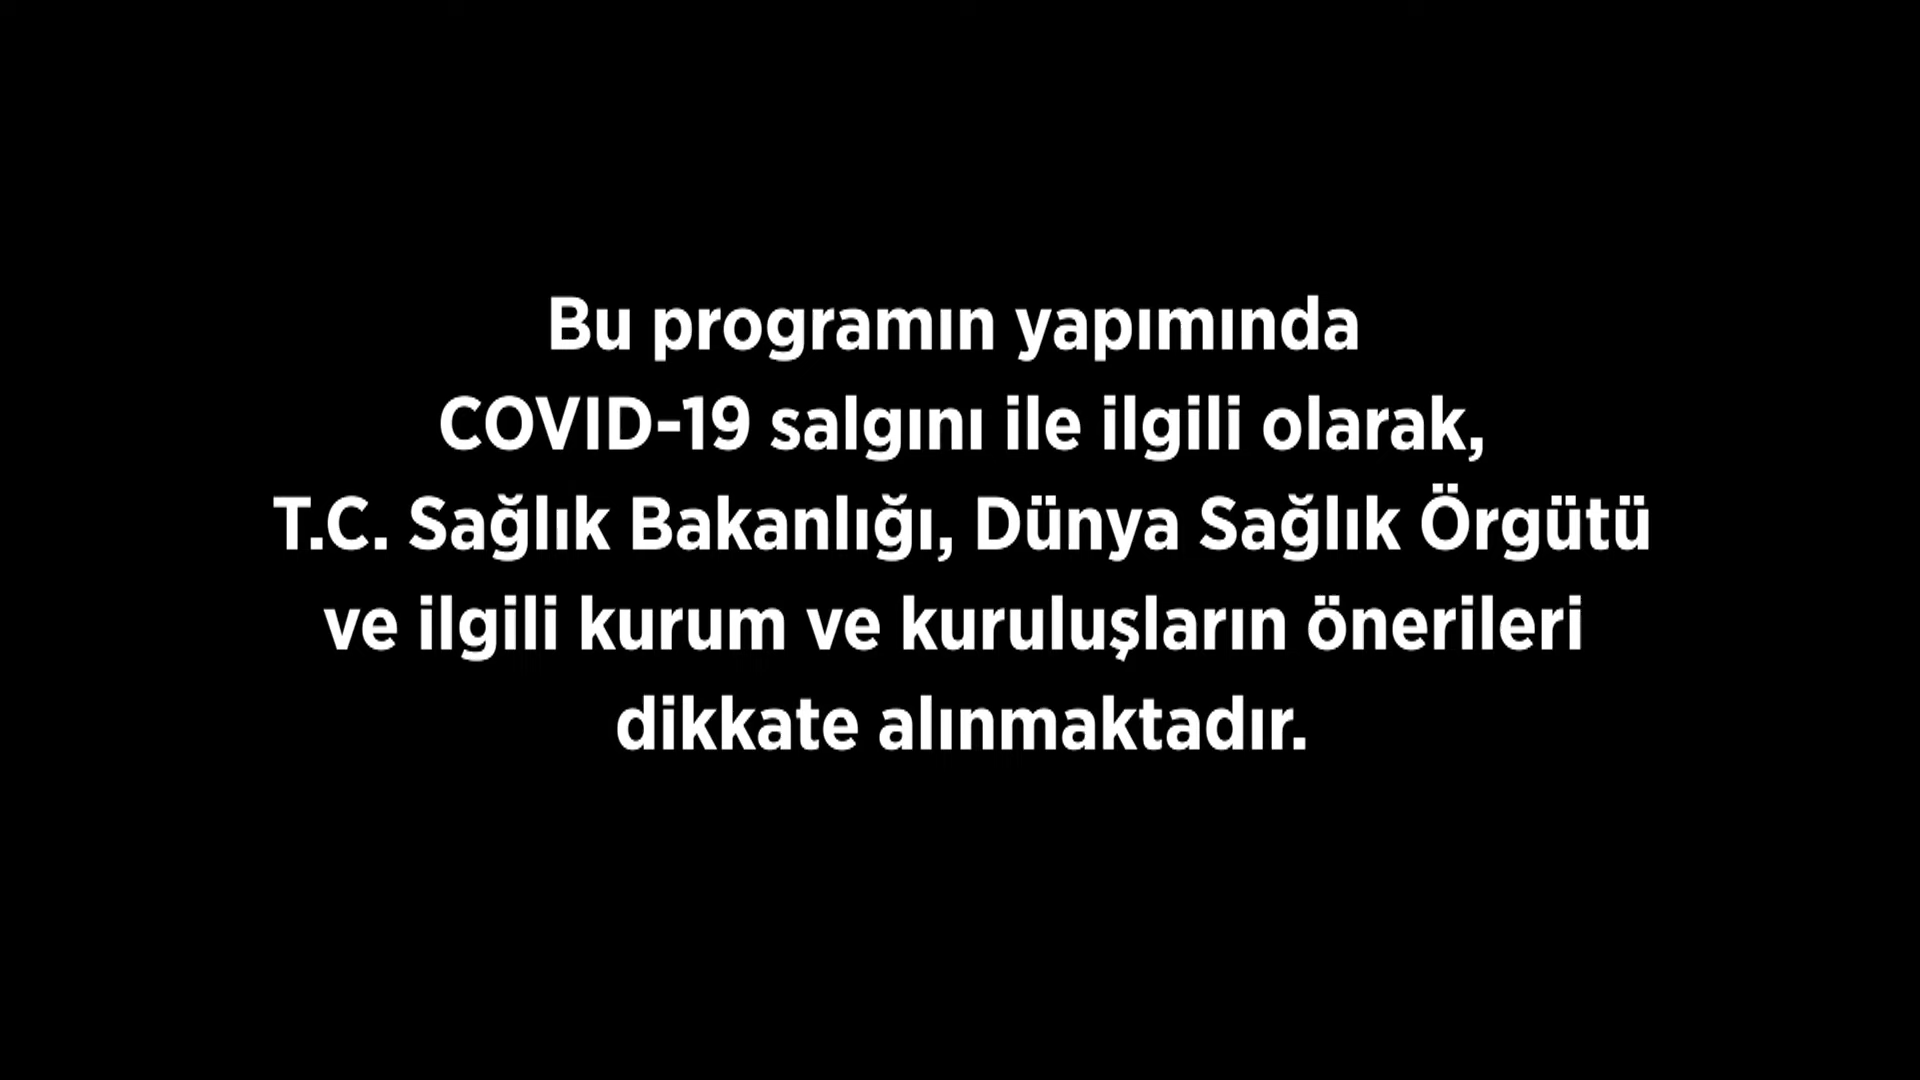 Bu programın yapımında
COVID-19 salgını ile ilgili olarak,
T.C. Sağlık Bakanlığı, Dünya Sağlık Örgütü
ve ilgili kurum ve kuruluşların önerileri
dikkate alınmaktadır.